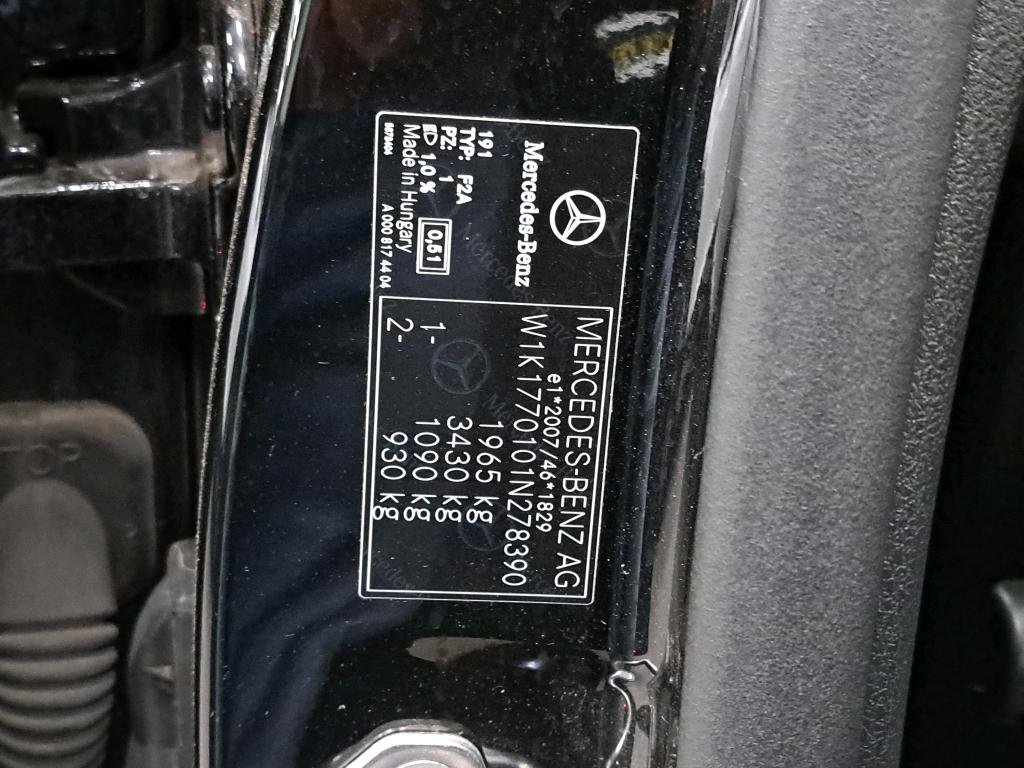 Mercedes-Benz
191
TYP: F2A
PZ: 1
1,0 %
0,51
Made in Hungary
A 000 817 44 04
MERCEDES-BENZ AG
e1*2007/46*1829
W1K1770101N278390
1965 kg
3430 kg
1- 1090 kg
2- 930 kg
TOP